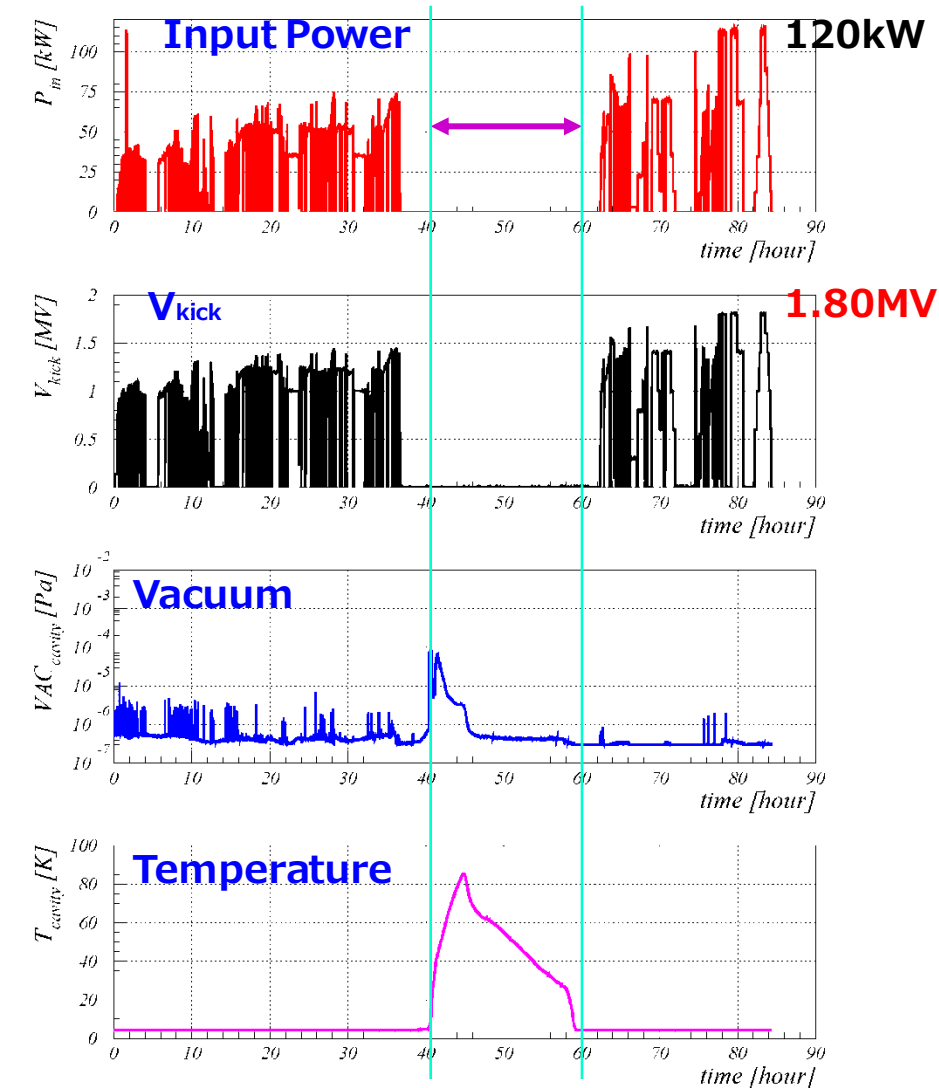 Input Power
120kW
P_in [kW]
100
75
50
25
0
0 10 20 30 40 50 60 70 80 90
time [hour]
Vkick
1.80MV
V_kick [MV]
2
1.5
1
0.5
0
0 10 20 30 40 50 60 70 80 90
time [hour]
Vacuum
VAC_cavity [Pa]
10 -2
10 -3
10 -4
10 -5
10 -6
10 -7
0 10 20 30 40 50 60 70 80 90
time [hour]
Temperature
T_cavity [K]
100
80
60
40
20
0
0 10 20 30 40 50 60 70 80 90
time [hour]